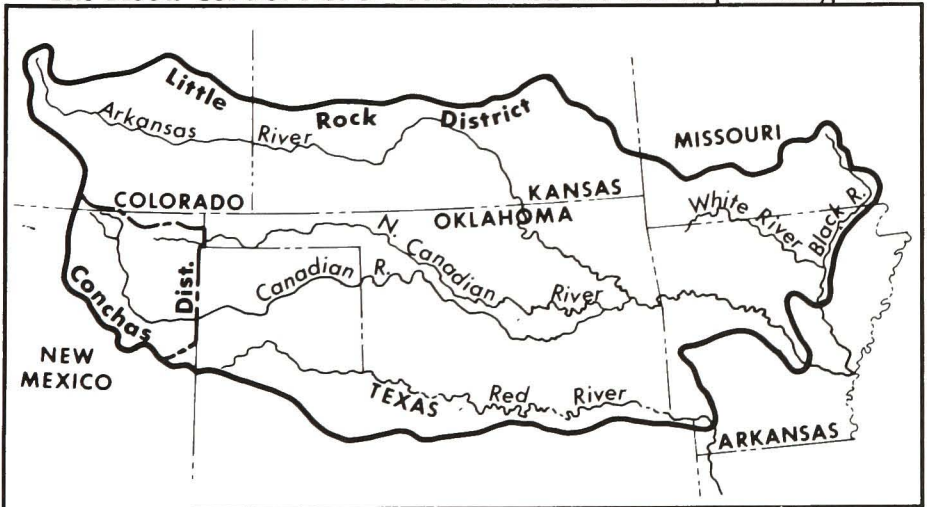 Little Rock District
Arkansas River
MISSOURI
COLORADO
KANSAS
OKLAHOMA
White River
Black R.
N. Canadian River
Canadian R.
Conchas Dist.
NEW MEXICO
TEXAS
Red River
ARKANSAS